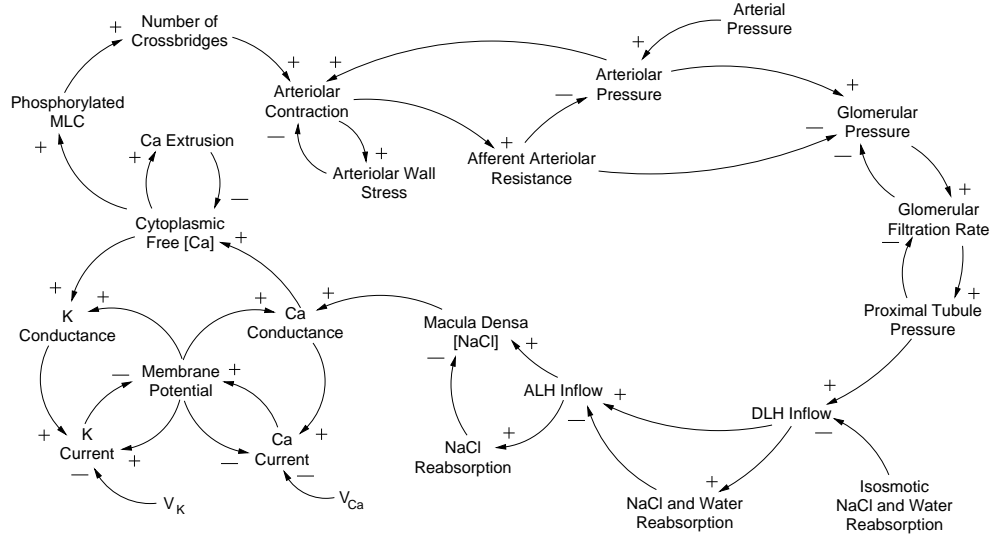 Number of
Crossbridges
+
Arterial
Pressure
+
+
+
Arteriolar
Contraction
Arteriolar
Pressure
+
Phosphorylated
MLC
—
Glomerular
Pressure
+
Ca Extrusion
+
—
+
Afferent Arteriolar
Resistance
—
—
+
Arteriolar Wall
Stress
—
+
Glomerular
Filtration Rate
Cytoplasmic
Free [Ca]
+
—
+
+
+
+
K
Conductance
Ca
Conductance
Macula Densa
[NaCl]
Proximal Tubule
Pressure
+
—
+
Membrane
Potential
—
+
ALH Inflow
+
—
+
DLH Inflow
—
K
Current
+
+
—
Ca
Current
+
—
—
NaCl
Reabsorption
+
V K
V Ca
+
NaCl and Water
Reabsorption
Isosmotic
NaCl and Water
Reabsorption